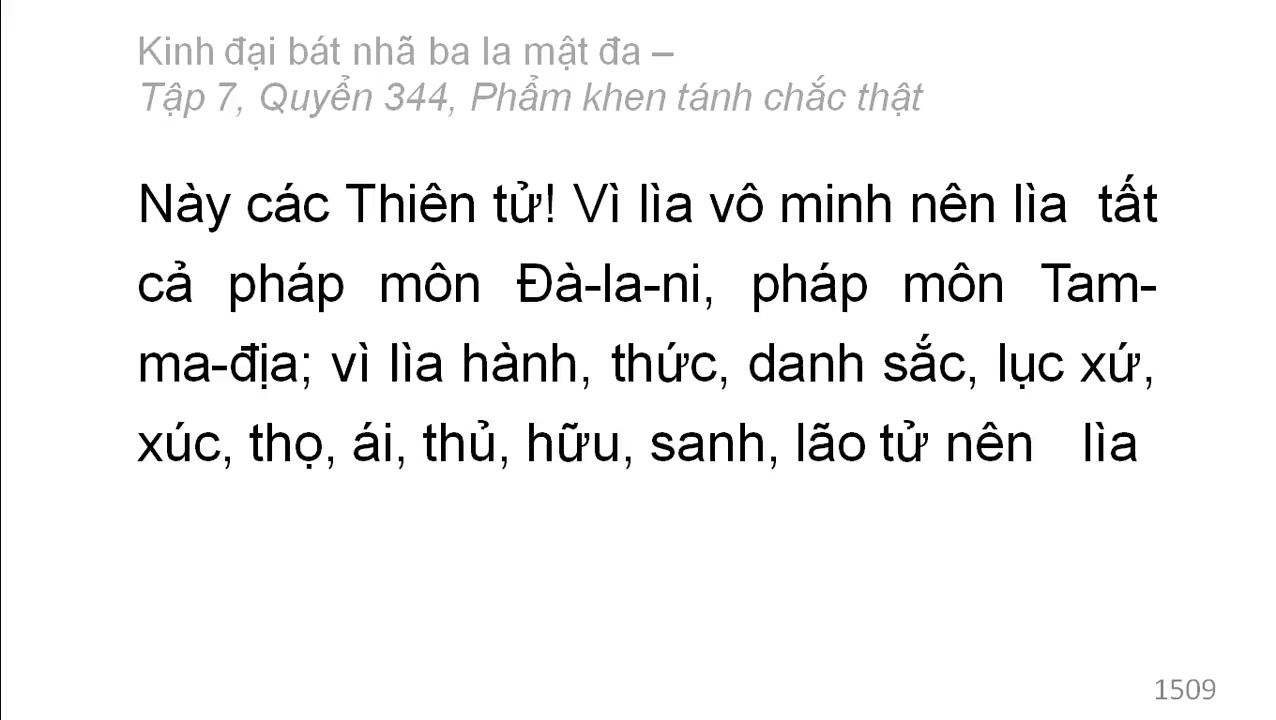 Kinh đại bát nhã ba la mật đa –
Tập 7, Quyển 344, Phẩm khen tánh chắc thật
Này các Thiên tử! Vì lìa vô minh nên lìa tất
cả pháp môn Đà-la-ni, pháp môn Tam-
ma-địa; vì lìa hành, thức, danh sắc, lục xứ,
xúc, thọ, ái, thủ, hữu, sanh, lão tử nên lìa
1509